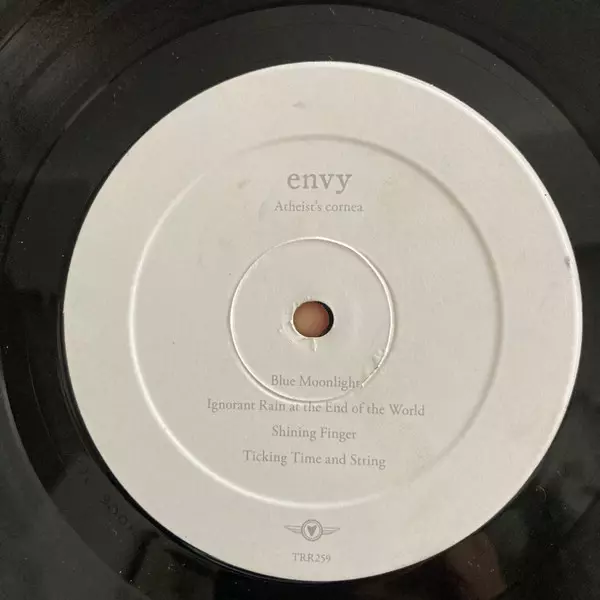 envy
Atheist's cornea
Blue Moonlight
Ignorant Rain at the End of the World
Shining Finger
Ticking Time and String
TRR259